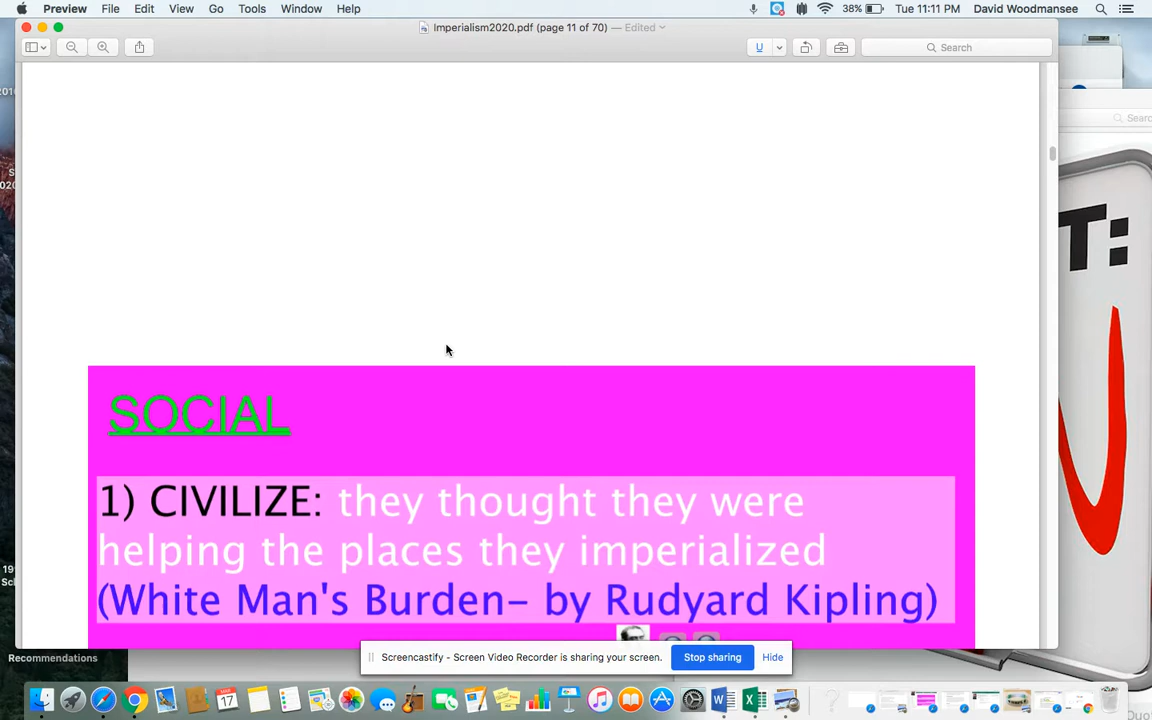 Preview File Edit View Go Tools Window Help 38% Tue 11:11 PM David Woodmansee
Imperialism2020.pdf (page 11 of 70) — Edited
U Search
Searc
T:
SOCIAL
1) CIVILIZE: they thought they were
helping the places they imperialized
(White Man's Burden– by Rudyard Kipling)
Screencastify - Screen Video Recorder is sharing your screen. Stop sharing Hide
Recommendations
17